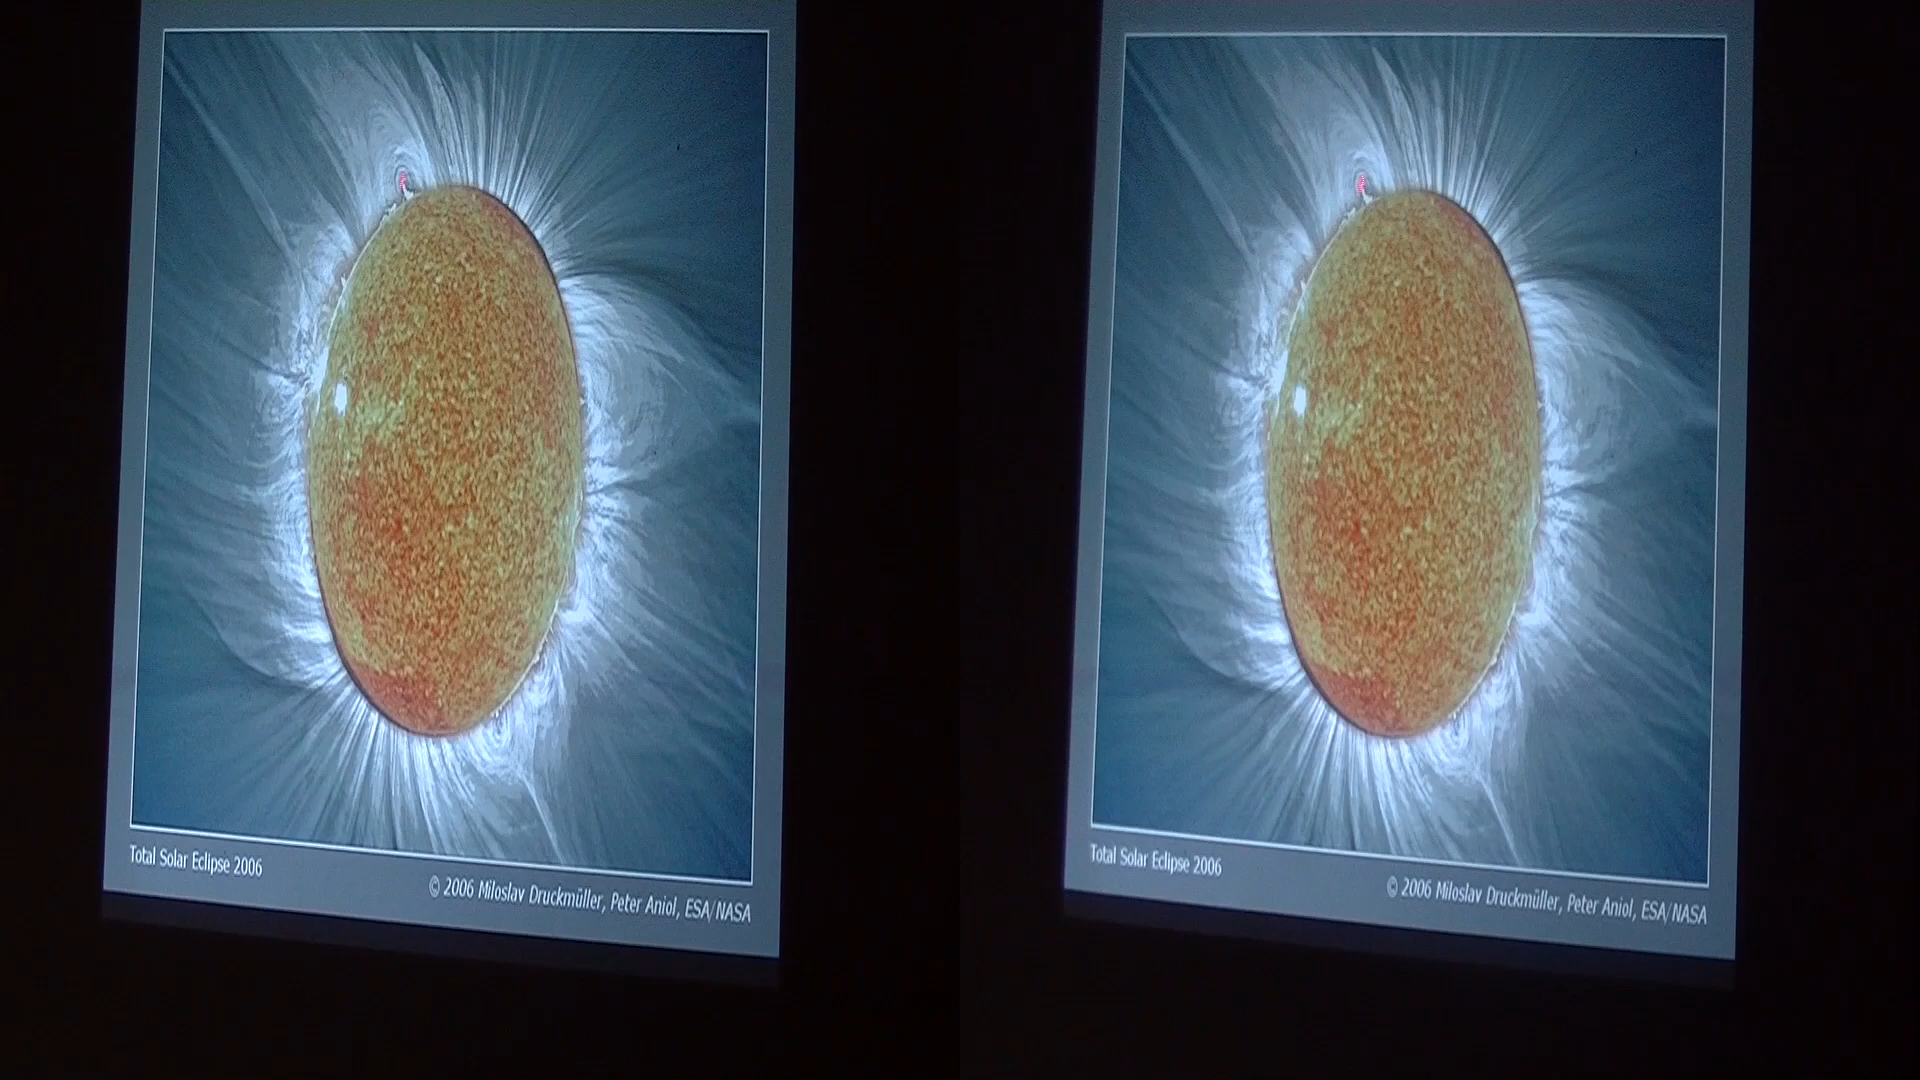 Total Solar Eclipse 2006
© 2006 Miloslav Druckmüller, Peter Aniol, ESA/NASA
Total Solar Eclipse 2006
© 2006 Miloslav Druckmüller, Peter Aniol, ESA/NASA